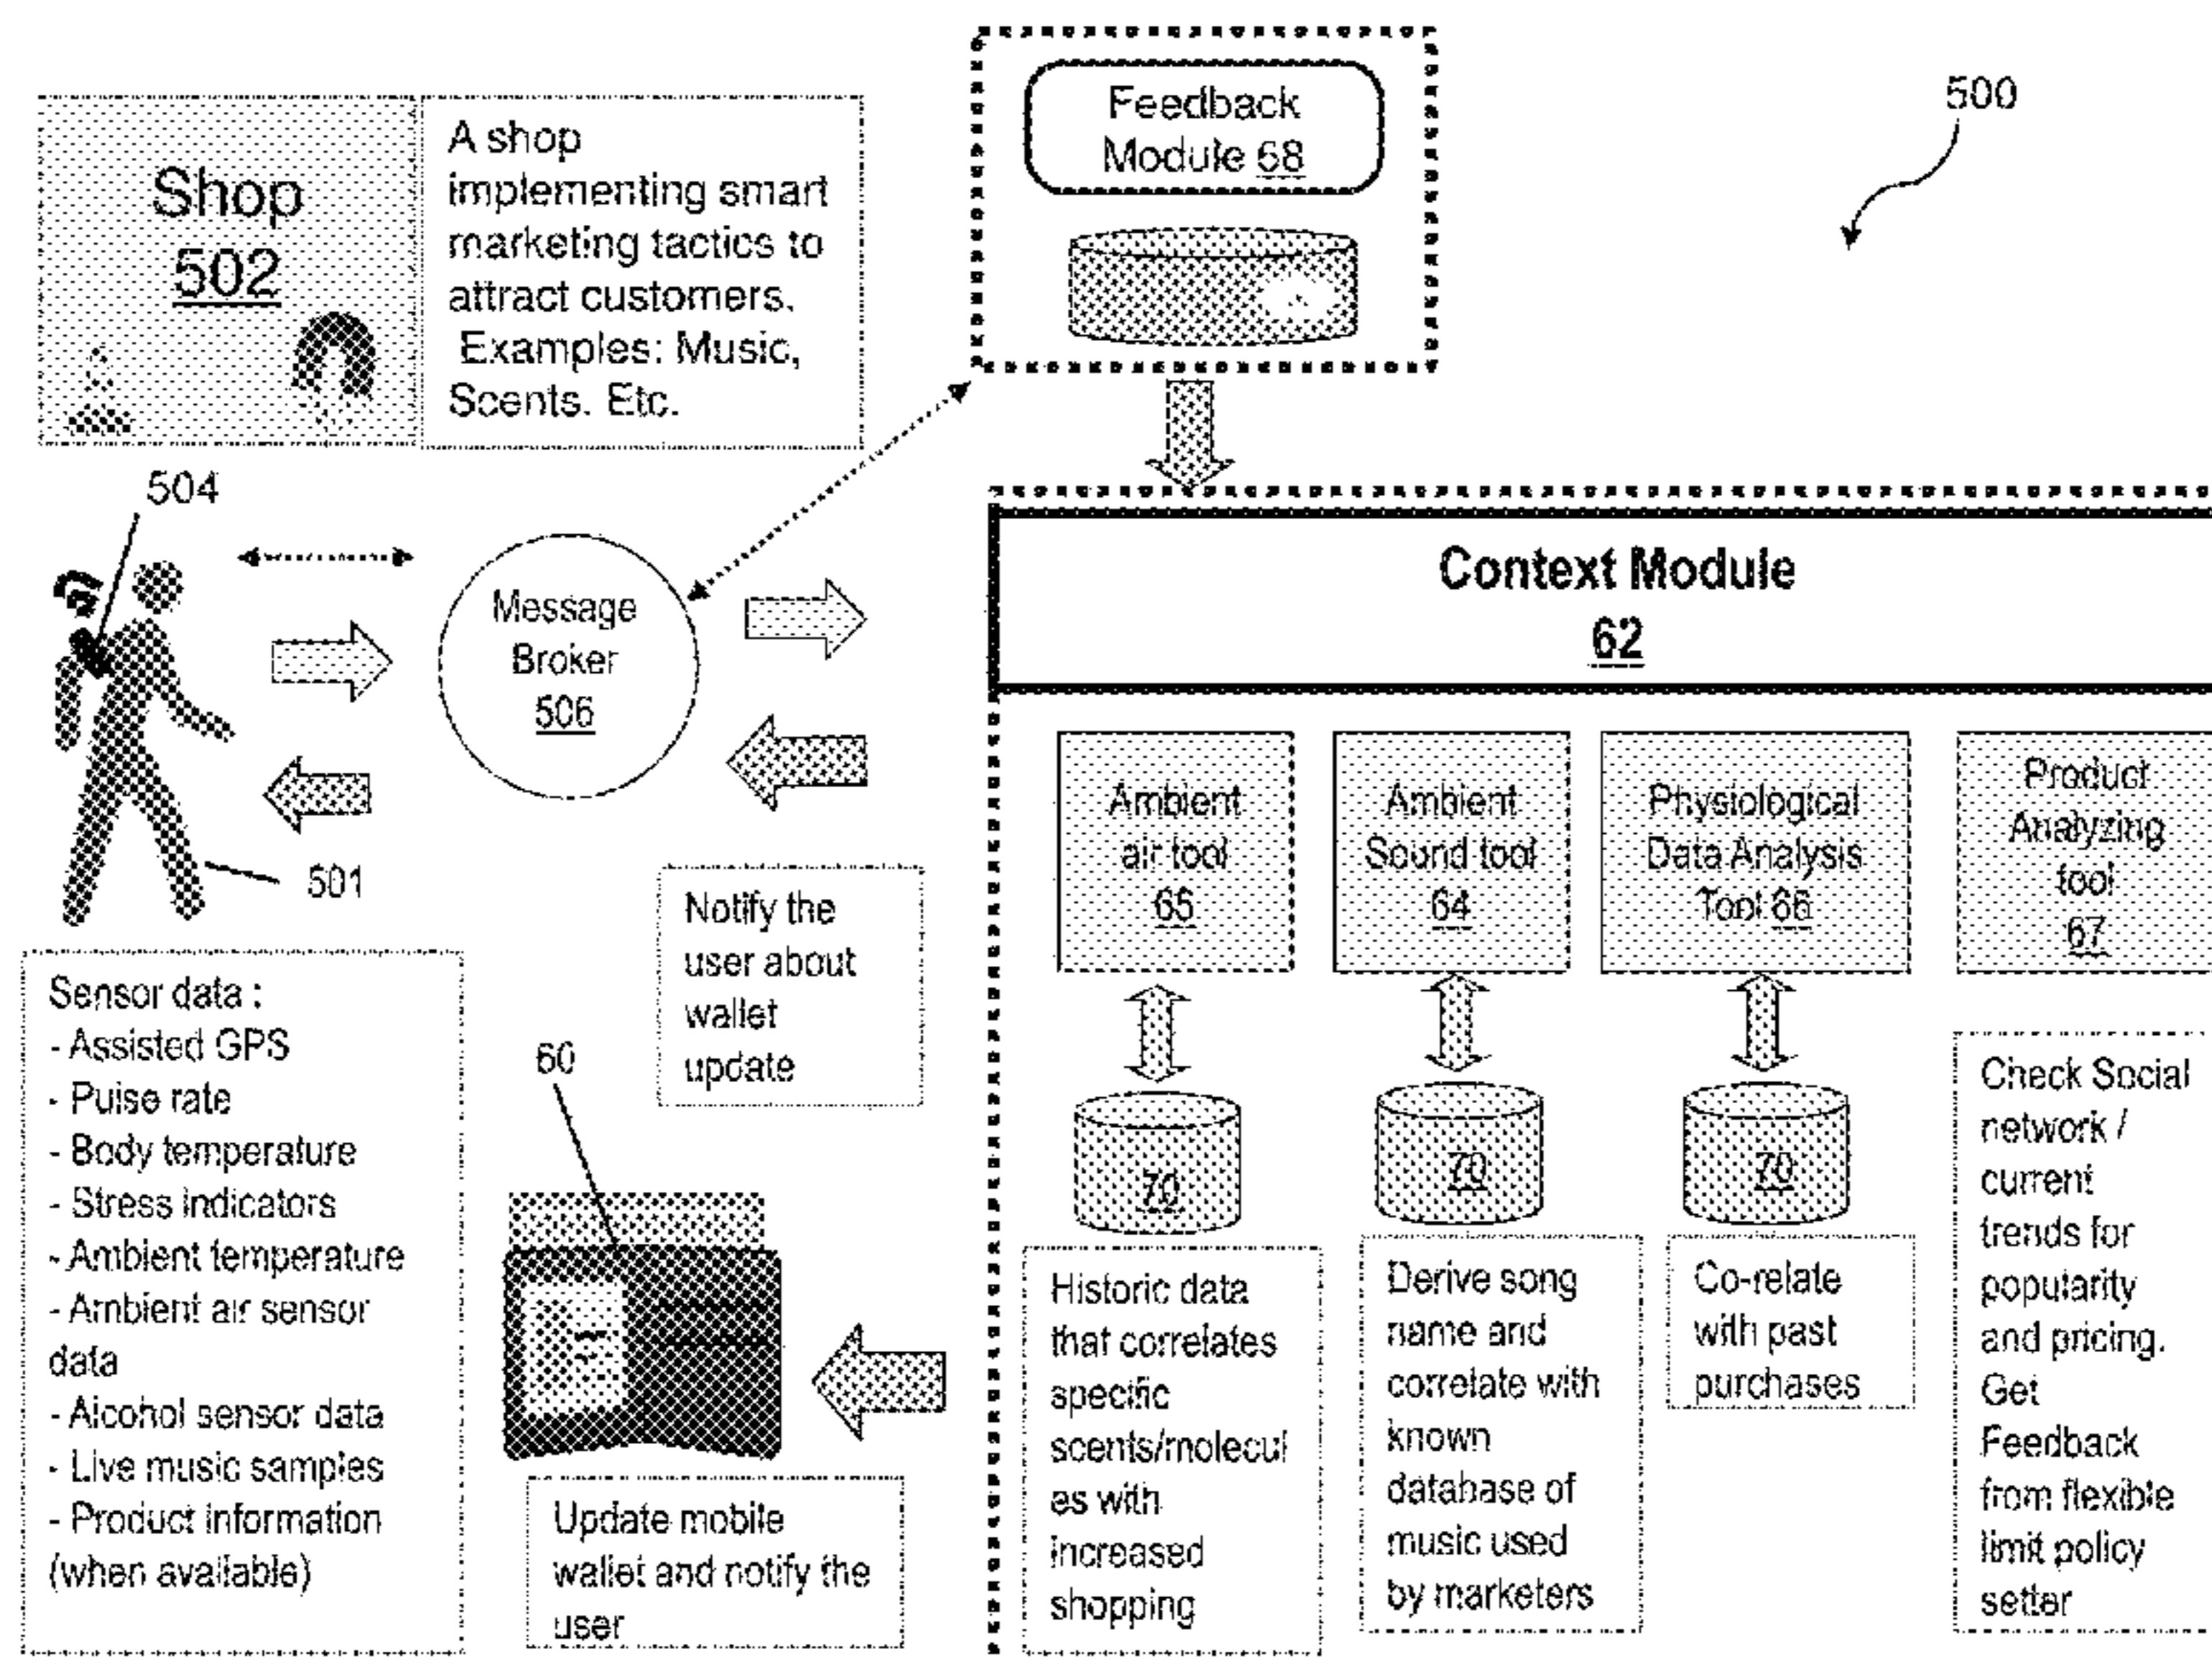 500
Feedback
Module 68
Shop
502
A shop
implementing smart
marketing tactics to
attract customers.
Examples: Music,
Scents. Etc.
504
Message
Broker
506
501
Context Module
62
Ambient
air tool
65
Ambient
Sound tool
64
Physiological
Data Analysis
Tool 66
Product
Analyzing
tool
67
Notify the
user about
wallet
update
Sensor data :
- Assisted GPS
- Pulse rate
- Body temperature
- Stress indicators
- Ambient temperature
- Ambient air sensor
data
- Alcohol sensor data
- Live music samples
- Product information
(when available)
60
Update mobile
wallet and notify the
user
70
70
70
Historic data
that correlates
specific
scents/molecul
es with
increased
shopping
Derive song
name and
correlate with
known
database of
music used
by marketers
Co-relate
with past
purchases
Check Social
network /
current
trends for
popularity
and pricing.
Get
Feedback
from flexible
limit policy
setter